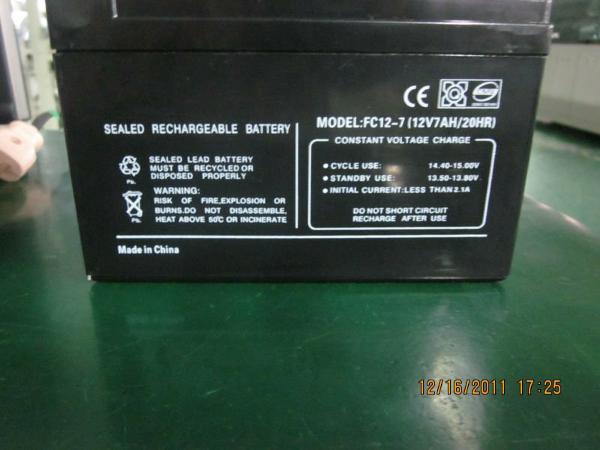 SEALED RECHARGEABLE BATTERY
SEALED LEAD BATTERY
MUST BE RECYCLED OR
DISPOSED PROPERLY
Pb.
WARNING:
RISK OF FIRE,EXPLOSION OR
BURNS.DO NOT DISASSEMBLE,
HEAT ABOVE 50℃ OR INCINERATE
Pb.
Made in China
CE
MODEL:FC12-7 (12V7AH/20HR)
CONSTANT VOLTAGE CHARGE
• CYCLE USE: 14.40-15.00V
• STANDBY USE: 13.50-13.80V
• INITIAL CURRENT:LESS THAN 2.1A
DO NOT SHORT CIRCUIT
RECHARGE AFTER USE
12/16/2011 17:25